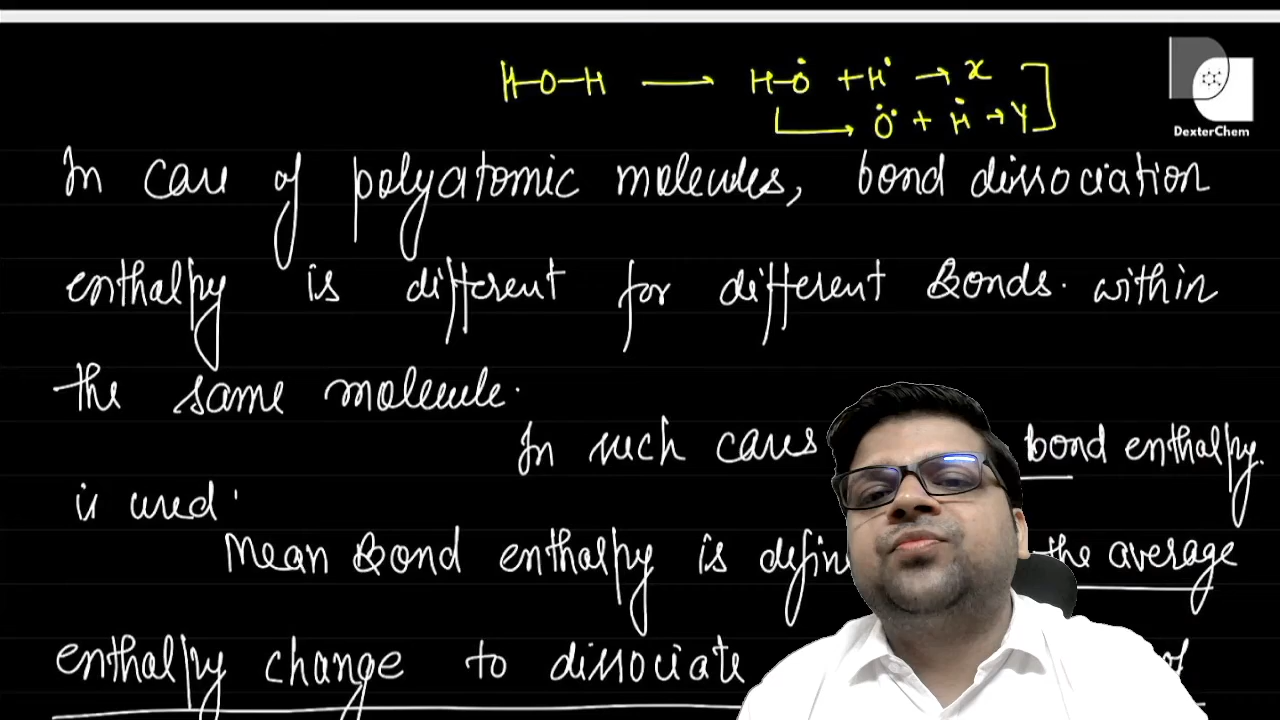 H-O-H → H-Ȯ + Ḣ → x
Ö + Ḣ → y
DexterChem
In case of polyatomic molecules, bond dissociation
enthalpy is different for different Bonds. within
the same molecule.
In such cases bond enthalpy.
is used.
Mean Bond enthalpy is defin the average
enthalpy change to dissociate of